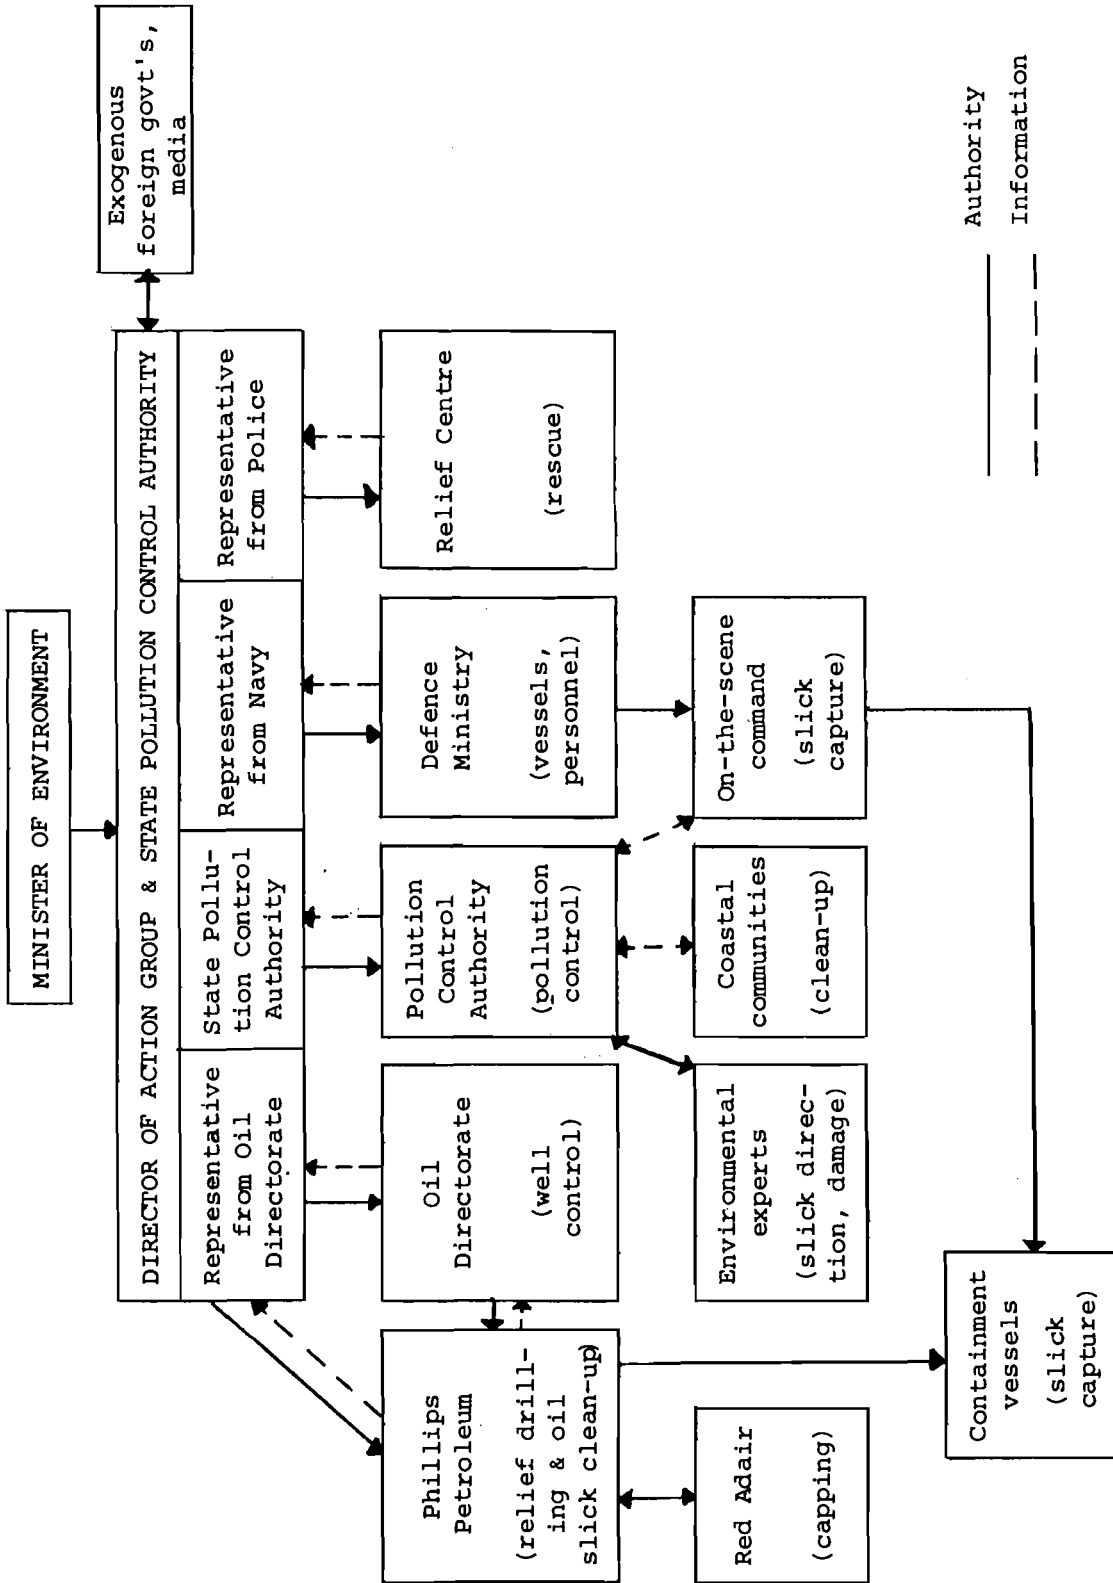 MINISTER OF ENVIRONMENT
Exogenous
foreign govt's,
media
DIRECTOR OF ACTION GROUP & STATE POLLUTION CONTROL AUTHORITY
Representative
from Oil
Directorate
State Pollu-
tion Control
Authority
Representative
from Navy
Representative
from Police
Phillips
Petroleum
(relief drill-
ing & oil
slick clean-up)
Oil
Directorate
(well
control)
Pollution
Control
Authority
(pollution
control)
Defence
Ministry
(vessels,
personnel)
Relief Centre
(rescue)
Red Adair
(capping)
Environmental
experts
(slick direc-
tion, damage)
Coastal
communities
(clean-up)
On-the-scene
command
(slick
capture)
Containment
vessels
(slick
capture)
Authority
Information